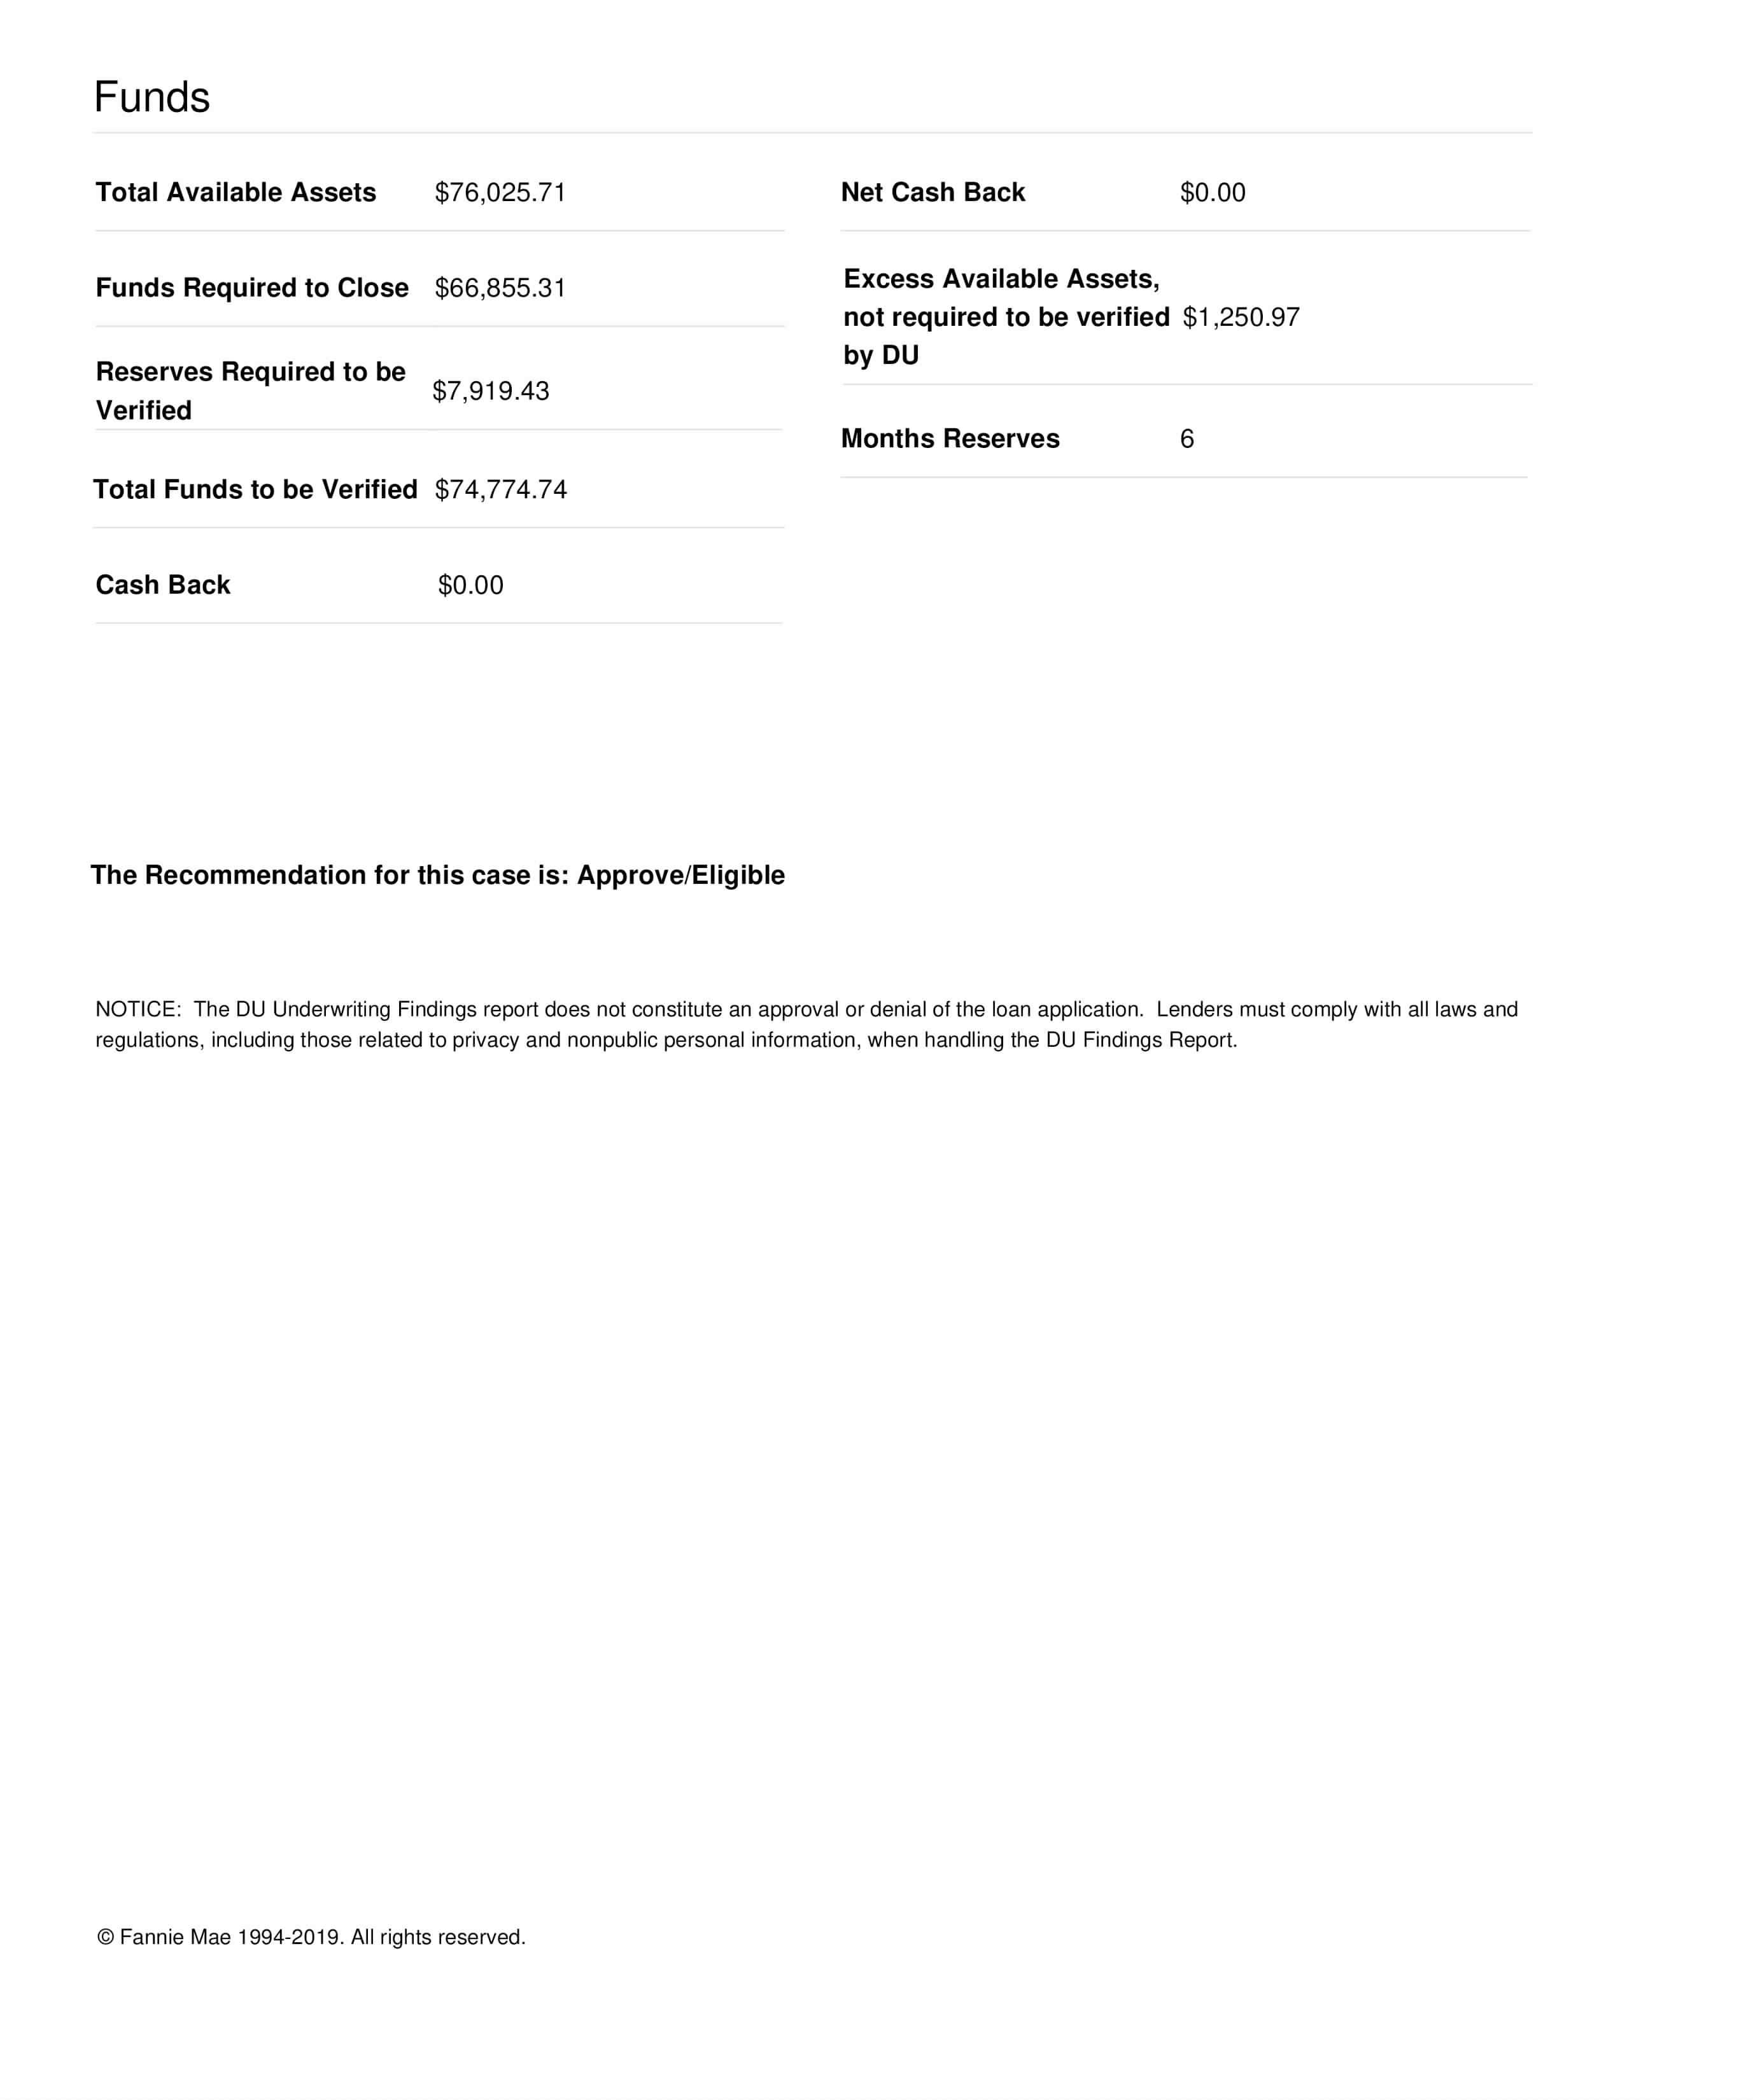 Funds
Total Available Assets $76,025.71
Funds Required to Close $66,855.31
Reserves Required to be
Verified $7,919.43
Total Funds to be Verified $74,774.74
Cash Back $0.00
Net Cash Back $0.00
Excess Available Assets,
not required to be verified $1,250.97
by DU
Months Reserves 6
The Recommendation for this case is: Approve/Eligible
NOTICE:  The DU Underwriting Findings report does not constitute an approval or denial of the loan application.  Lenders must comply with all laws and
regulations, including those related to privacy and nonpublic personal information, when handling the DU Findings Report.
© Fannie Mae 1994-2019. All rights reserved.